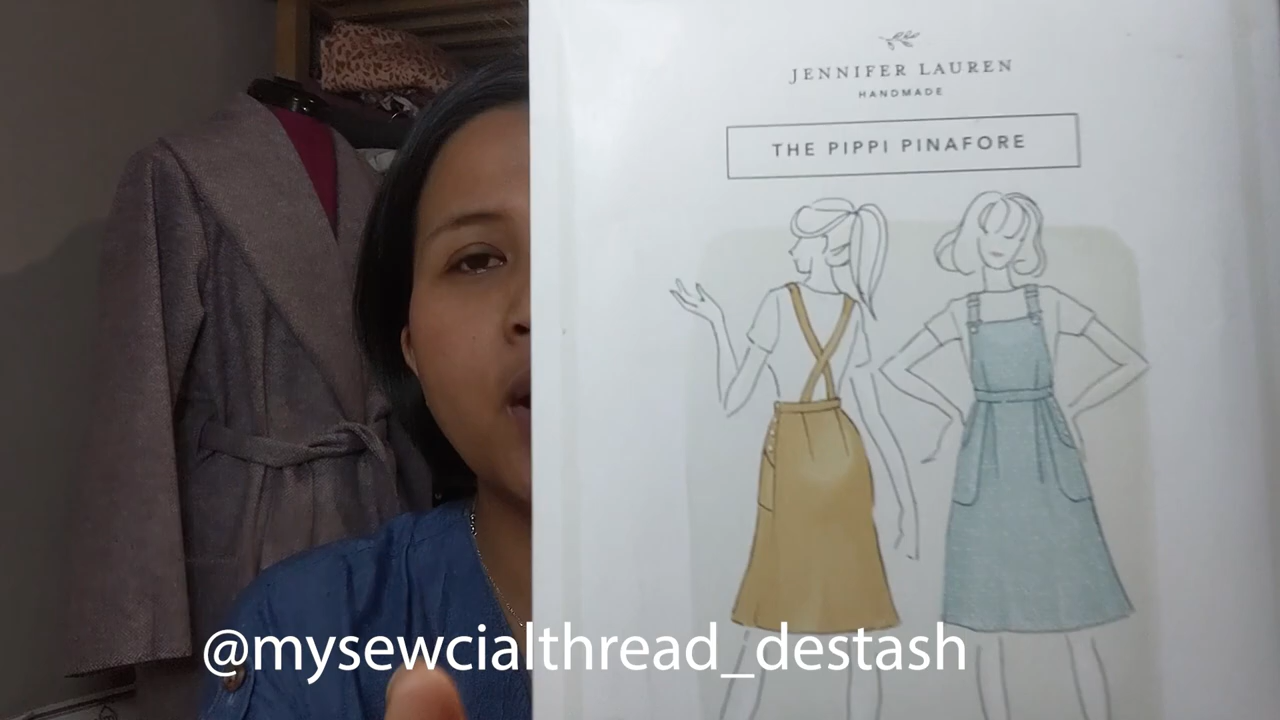 JENNIFER LAUREN
HANDMADE
THE PIPPI PINAFORE
@mysewcialthread_destash